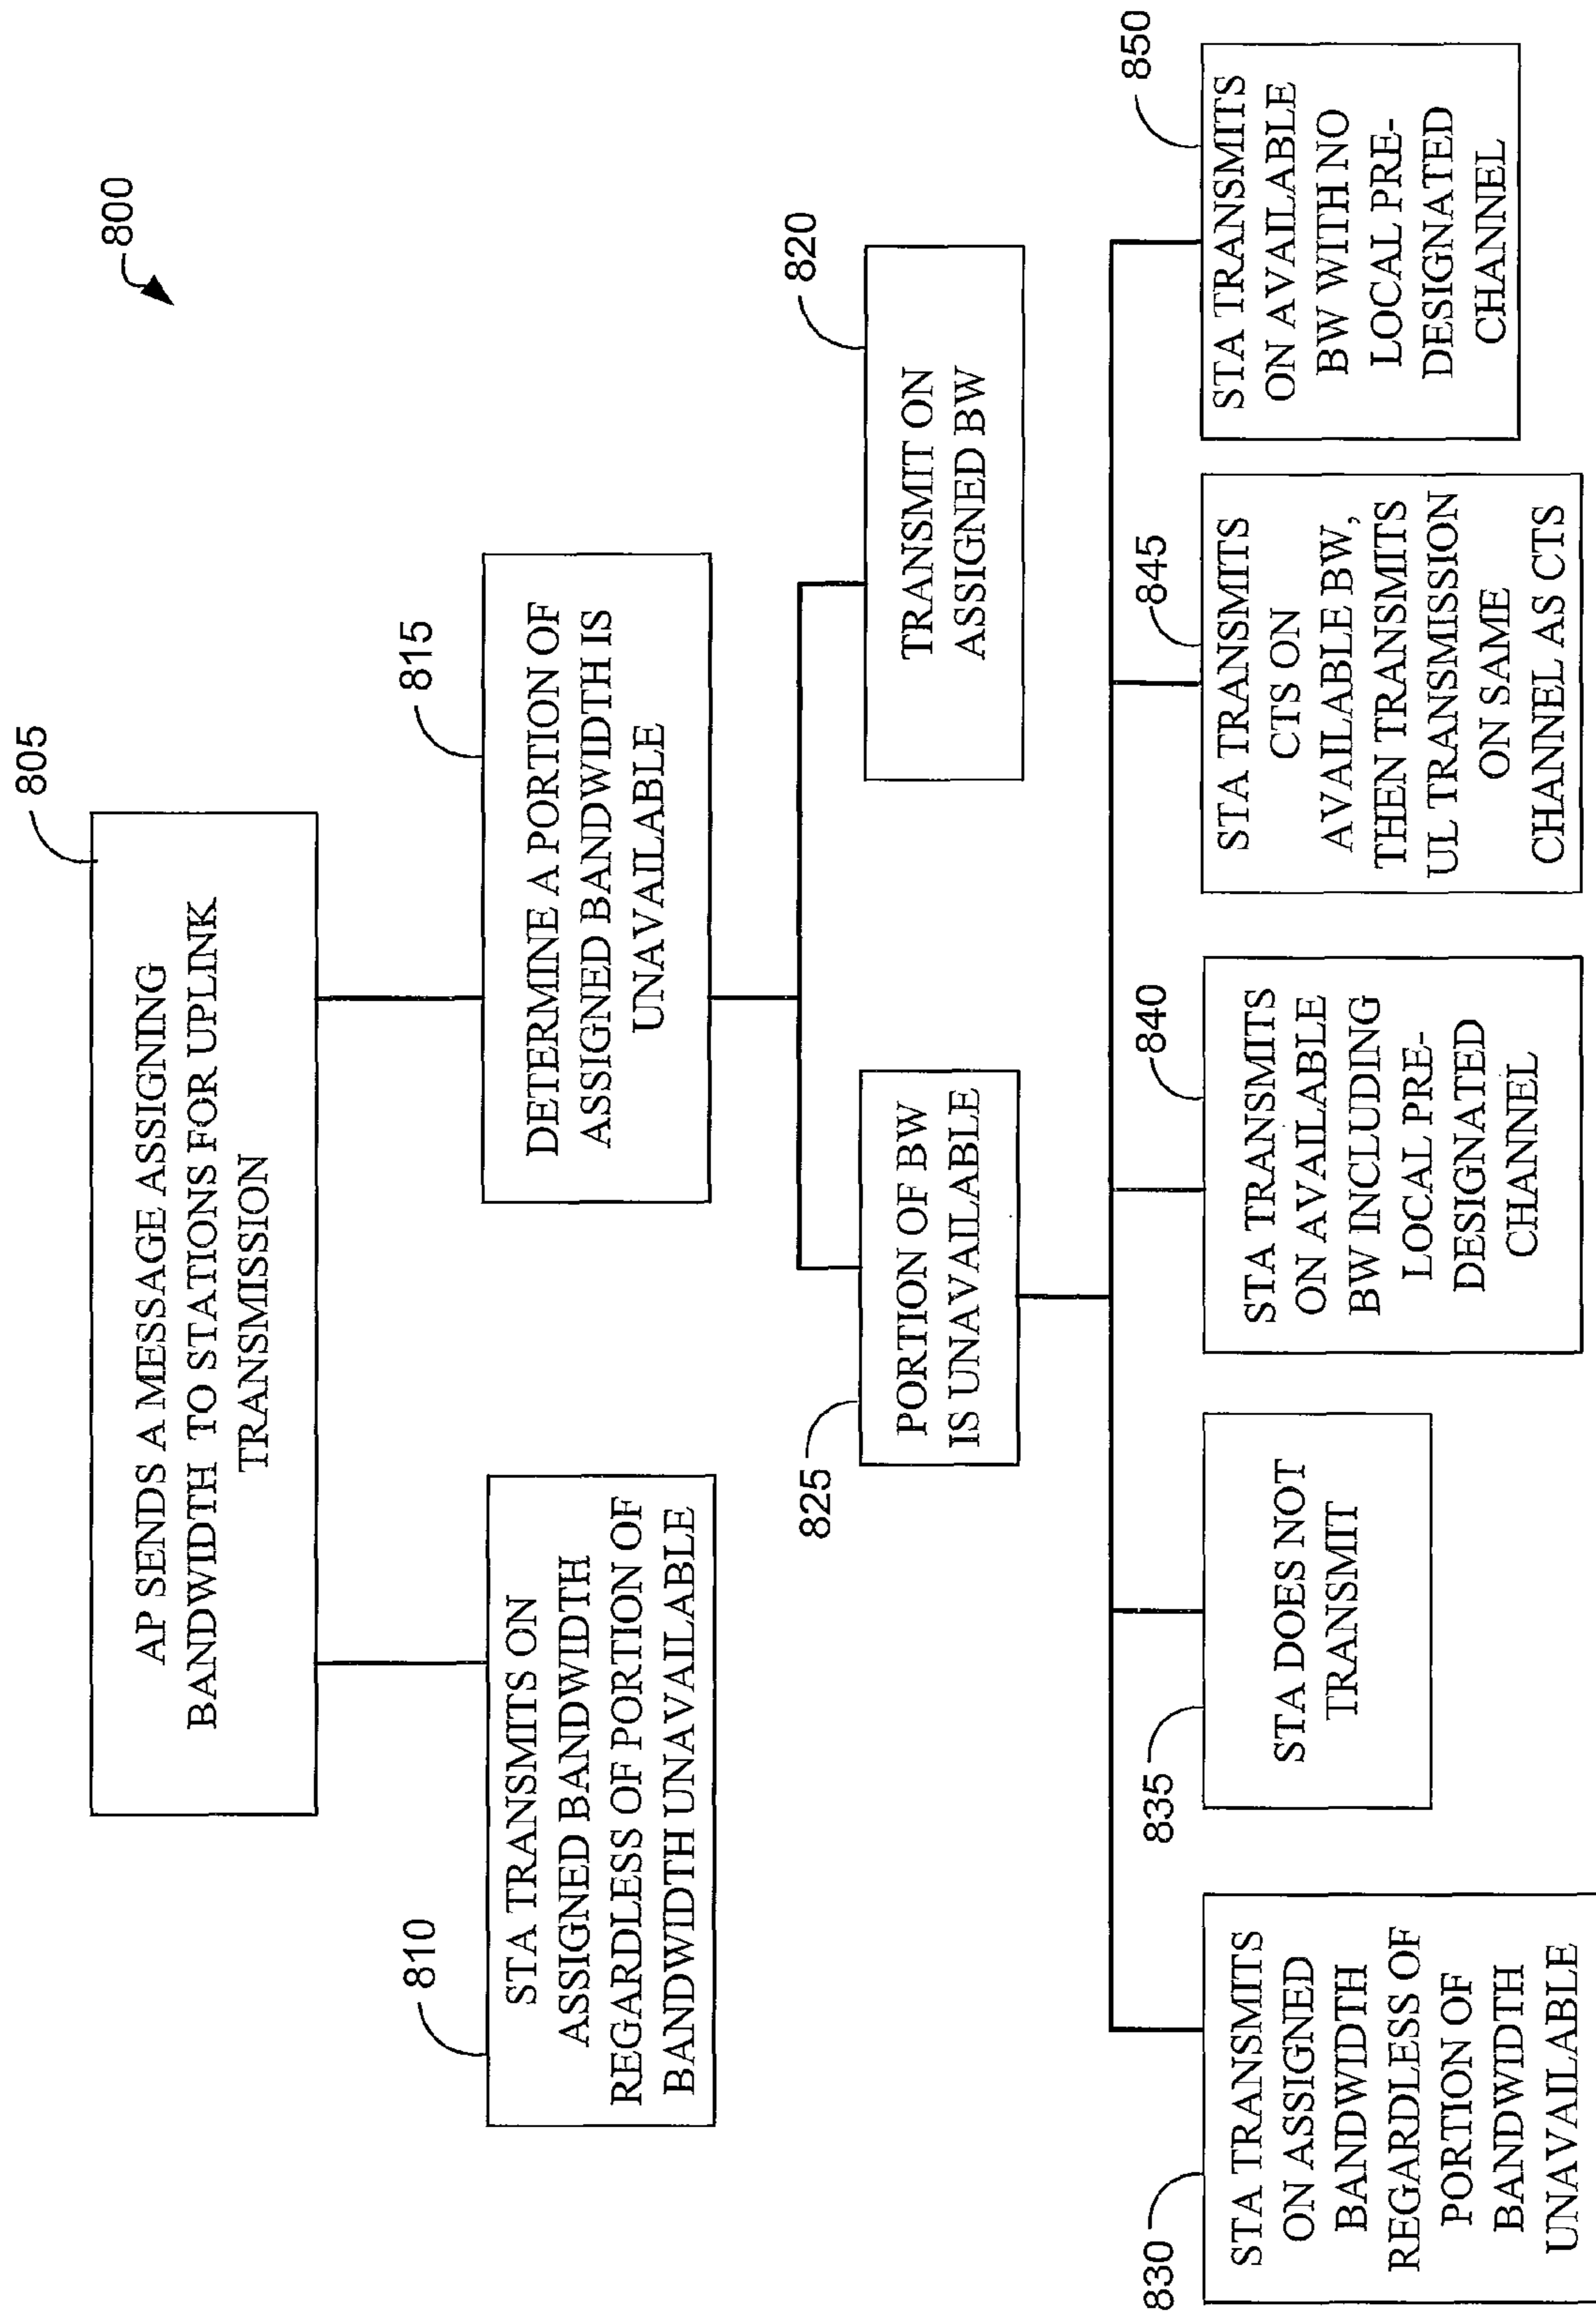 800
805
AP SENDS A MESSAGE ASSIGNING
BANDWIDTH TO STATIONS FOR UPLINK
TRANSMISSION
810
STA TRANSMITS ON
ASSIGNED BANDWIDTH
REGARDLESS OF PORTION OF
BANDWIDTH UNAVAILABLE
815
DETERMINE A PORTION OF
ASSIGNED BANDWIDTH IS
UNAVAILABLE
820
TRANSMIT ON
ASSIGNED BW
825
PORTION OF BW
IS UNAVAILABLE
830
STA TRANSMITS
ON ASSIGNED
BANDWIDTH
REGARDLESS OF
PORTION OF
BANDWIDTH
UNAVAILABLE
835
STA DOES NOT
TRANSMIT
840
STA TRANSMITS
ON AVAILABLE
BW INCLUDING
LOCAL PRE-
DESIGNATED
CHANNEL
845
STA TRANSMITS
CTS ON
AVAILABLE BW,
THEN TRANSMITS
UL TRANSMISSION
ON SAME
CHANNEL AS CTS
850
STA TRANSMITS
ON AVAILABLE
BW WITH NO
LOCAL PRE-
DESIGNATED
CHANNEL